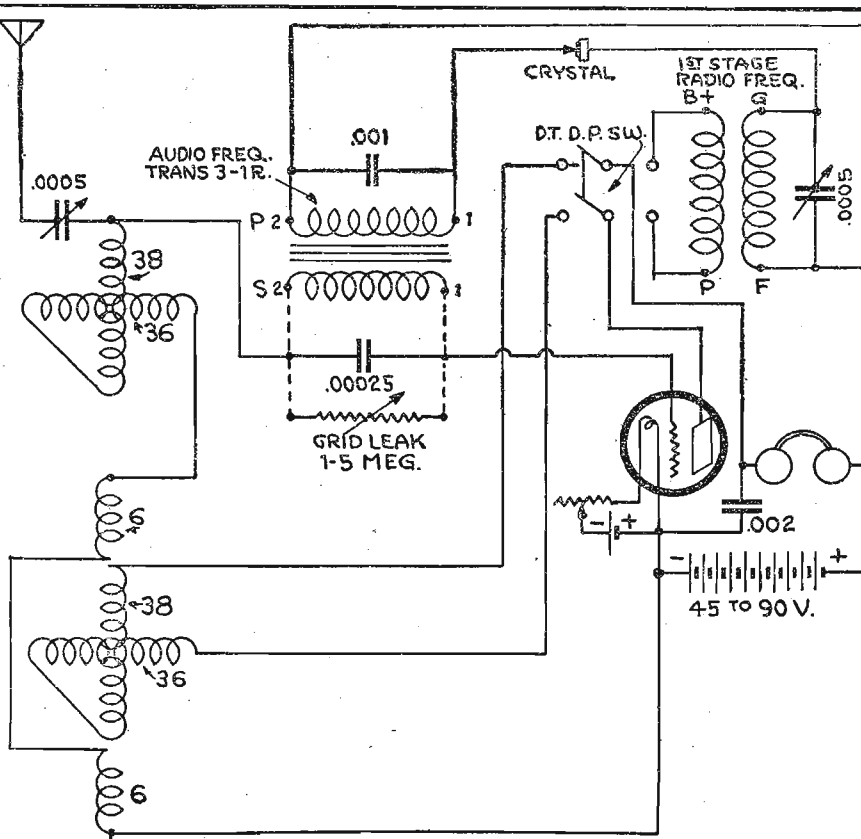 CRYSTAL
1ST STAGE
RADIO FREQ.
B+ G
.001
D.T. D.P. SW.
AUDIO FREQ.
TRANS 3-1 R.
.0005
.0005
P 2 1
38
36
S 2 1
P F
.00025
GRID LEAK
1-5 MEG.
6
- +
.002
- +
45 TO 90 V.
38
36
6